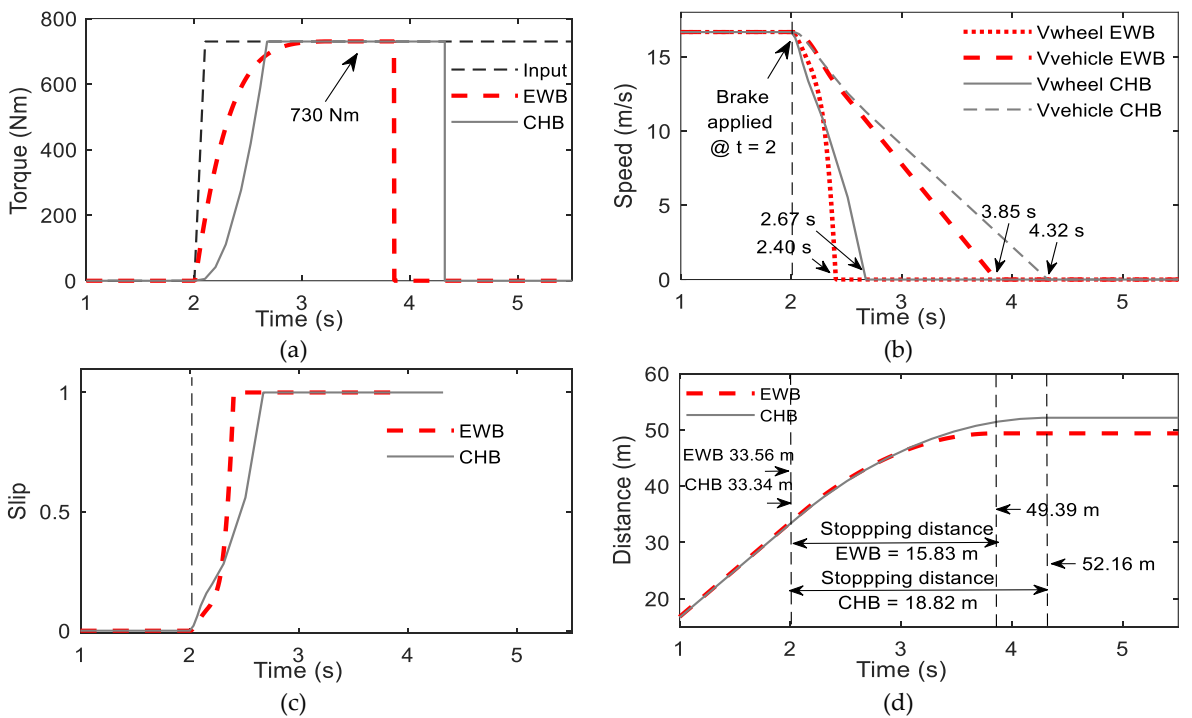 800
600
400
200
0
Torque (Nm)
730 Nm
Input
EWB
CHB
1 2 3 4 5
Time (s)
(a)
15
10
5
0
Speed (m/s)
Brake
applied
@ t = 2
Vwheel EWB
Vvehicle EWB
Vwheel CHB
Vvehicle CHB
2.67 s
2.40 s
3.85 s
4.32 s
1 2 3 4 5
Time (s)
(b)
1
0.5
0
Slip
EWB
CHB
1 2 3 4 5
Time (s)
(c)
60
50
40
30
20
Distance (m)
EWB
CHB
EWB 33.56 m
CHB 33.34 m
49.39 m
Stoppping distance
EWB = 15.83 m
52.16 m
Stoppping distance
CHB = 18.82 m
1 2 3 4 5
Time (s)
(d)